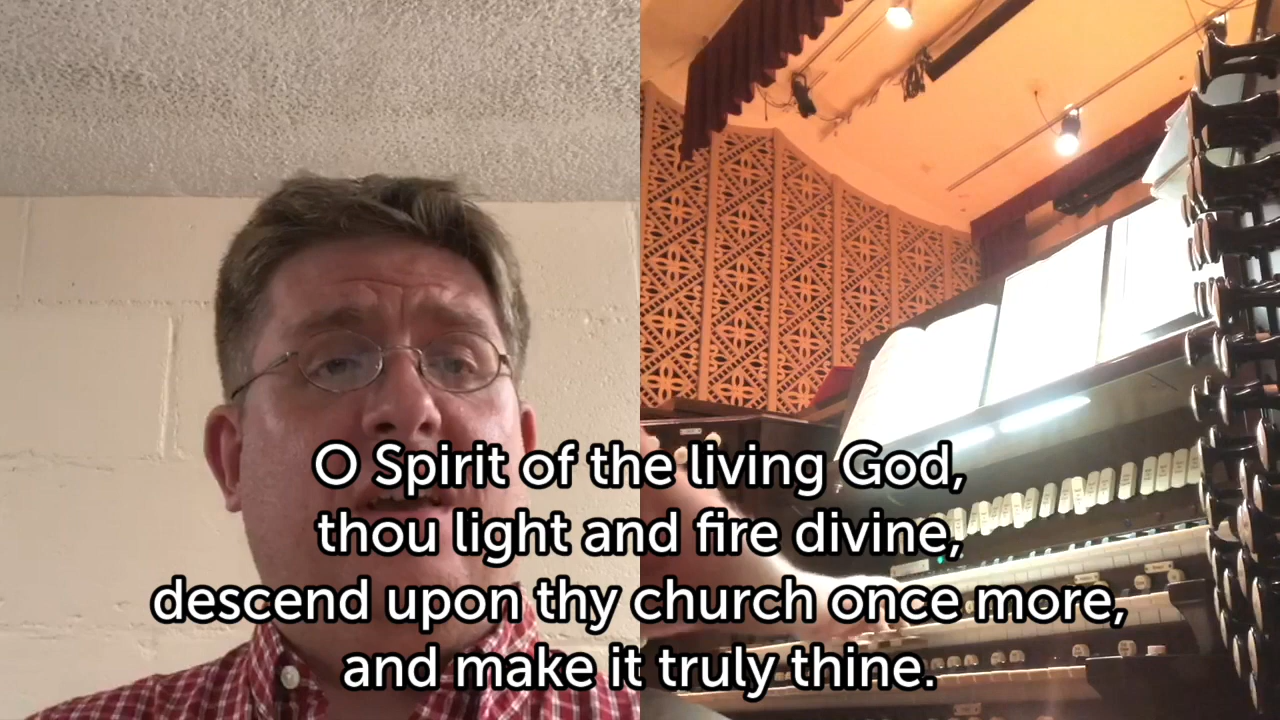 O Spirit of the living God,
thou light and fire divine,
descend upon thy church once more,
and make it truly thine.